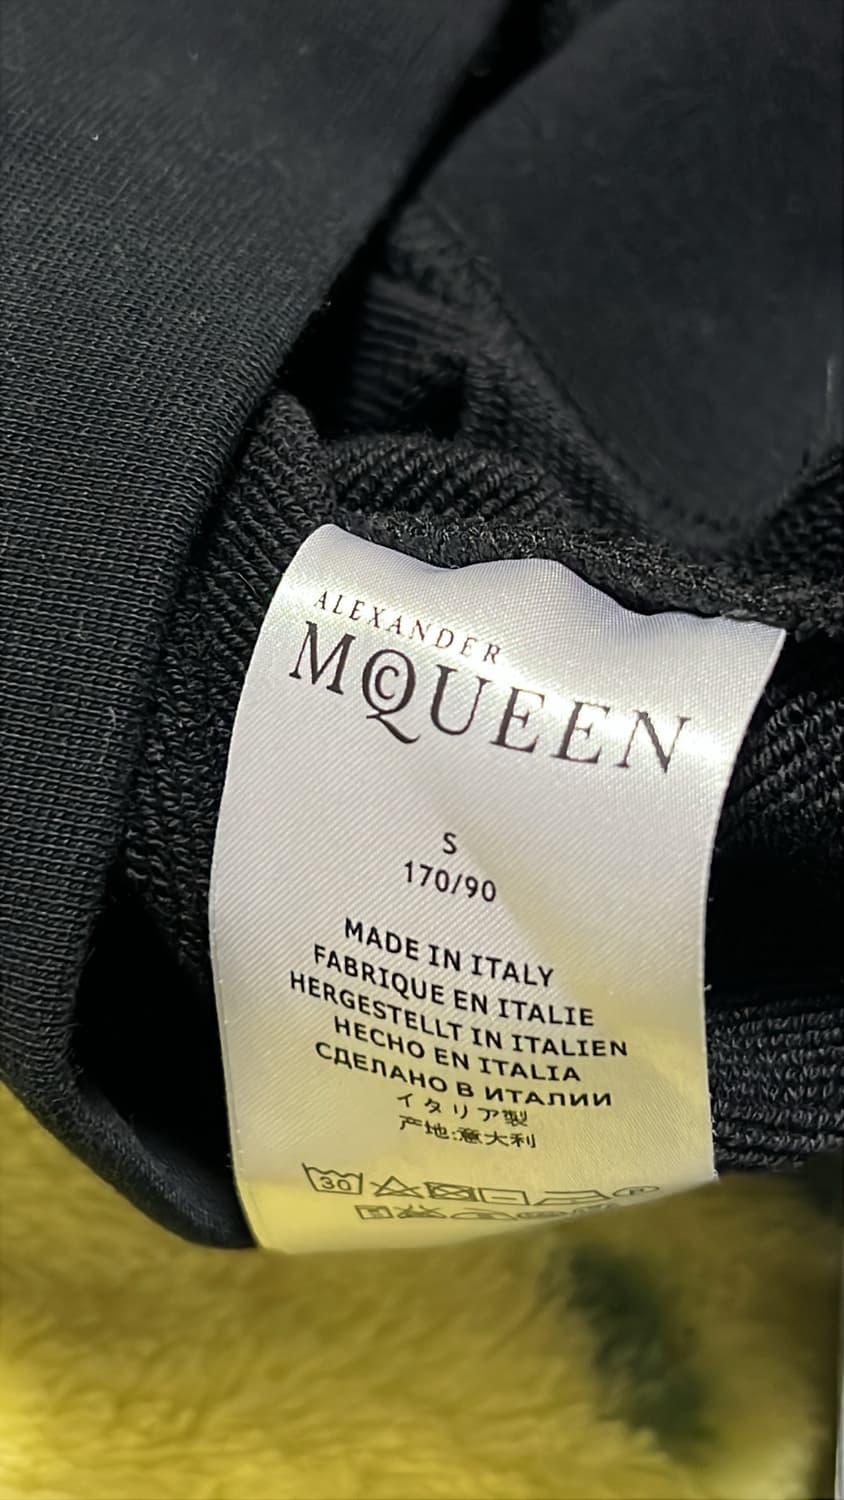 ALEXANDER
McQUEEN
S
170/90
MADE IN ITALY
FABRIQUE EN ITALIE
HERGESTELLT IN ITALIEN
HECHO EN ITALIA
СДЕЛАНО В ИТАЛИИ
イタリア製
产地:意大利
30